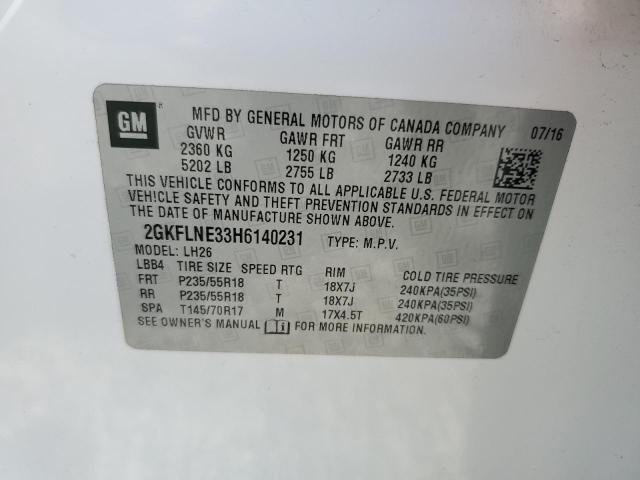 GM
MFD BY GENERAL MOTORS OF CANADA COMPANY 07/16
GVWR GAWR FRT GAWR RR
2360 KG 1250 KG 1240 KG
5202 LB 2755 LB 2733 LB
THIS VEHICLE CONFORMS TO ALL APPLICABLE U.S. FEDERAL MOTOR
VEHICLE SAFETY AND THEFT PREVENTION STANDARDS IN EFFECT ON
THE DATE OF MANUFACTURE SHOWN ABOVE.
2GKFLNE33H6140231 TYPE: M.P.V.
MODEL: LH26
LBB4 TIRE SIZE SPEED RTG RIM COLD TIRE PRESSURE
FRT P235/55R18 T 18X7J 240KPA(35PSI)
RR P235/55R18 T 18X7J 240KPA(35PSI)
SPA T145/70R17 M 17X4.5T 420KPA(60PSI)
SEE OWNER'S MANUAL FOR MORE INFORMATION.